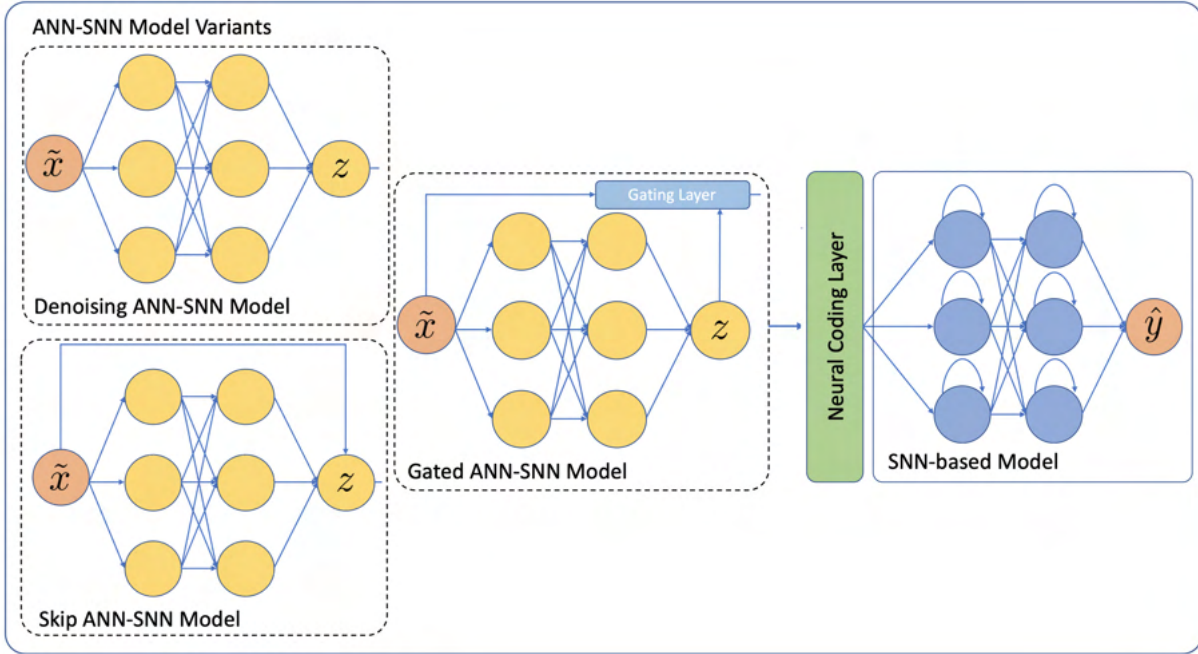 ANN-SNN Model Variants
x̃
z
Denoising ANN-SNN Model
x̃
z
Skip ANN-SNN Model
Gating Layer
x̃
z
Gated ANN-SNN Model
Neural Coding Layer
ŷ
SNN-based Model